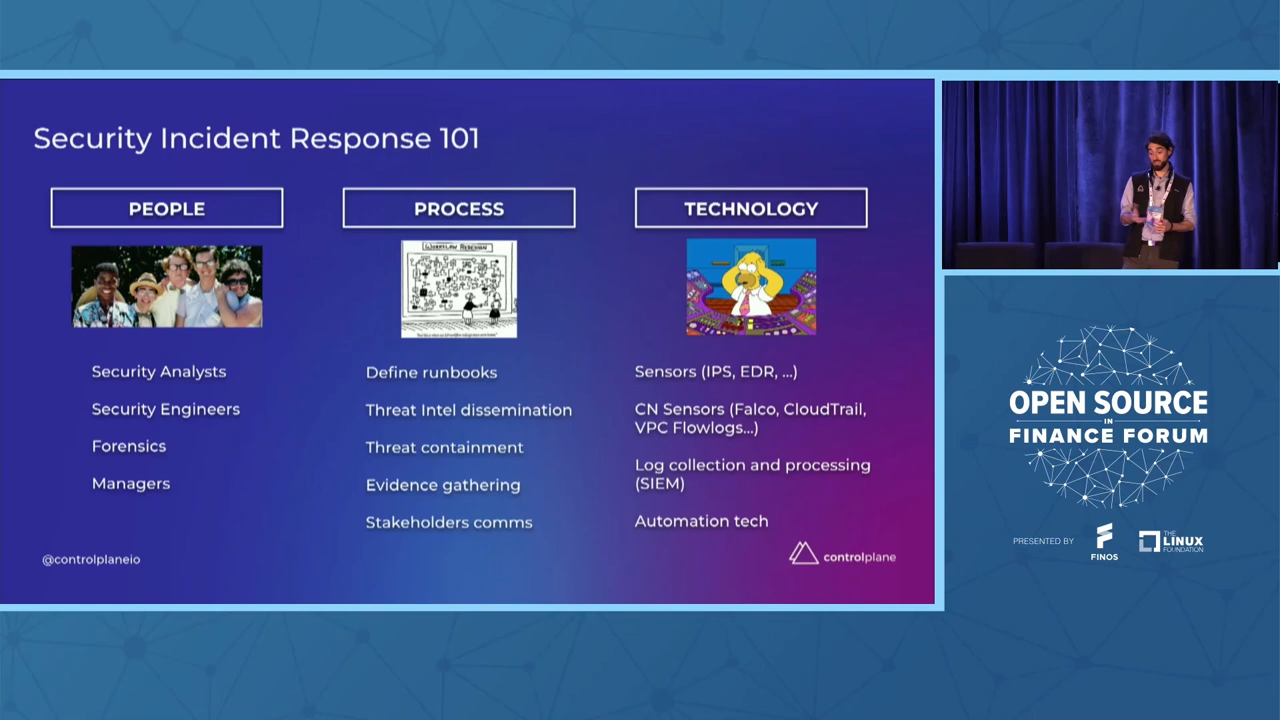 Security Incident Response 101
PEOPLE
PROCESS
TECHNOLOGY
WORKFLOW REDESIGN
Security Analysts
Security Engineers
Forensics
Managers
Define runbooks
Threat Intel dissemination
Threat containment
Evidence gathering
Stakeholders comms
Sensors (IPS, EDR, ...)
CN Sensors (Falco, CloudTrail,
VPC Flowlogs...)
Log collection and processing
(SIEM)
Automation tech
@controlplaneio
controlplane
OPEN SOURCE
IN
FINANCE FORUM
PRESENTED BY
FINOS
THE
LINUX
FOUNDATION